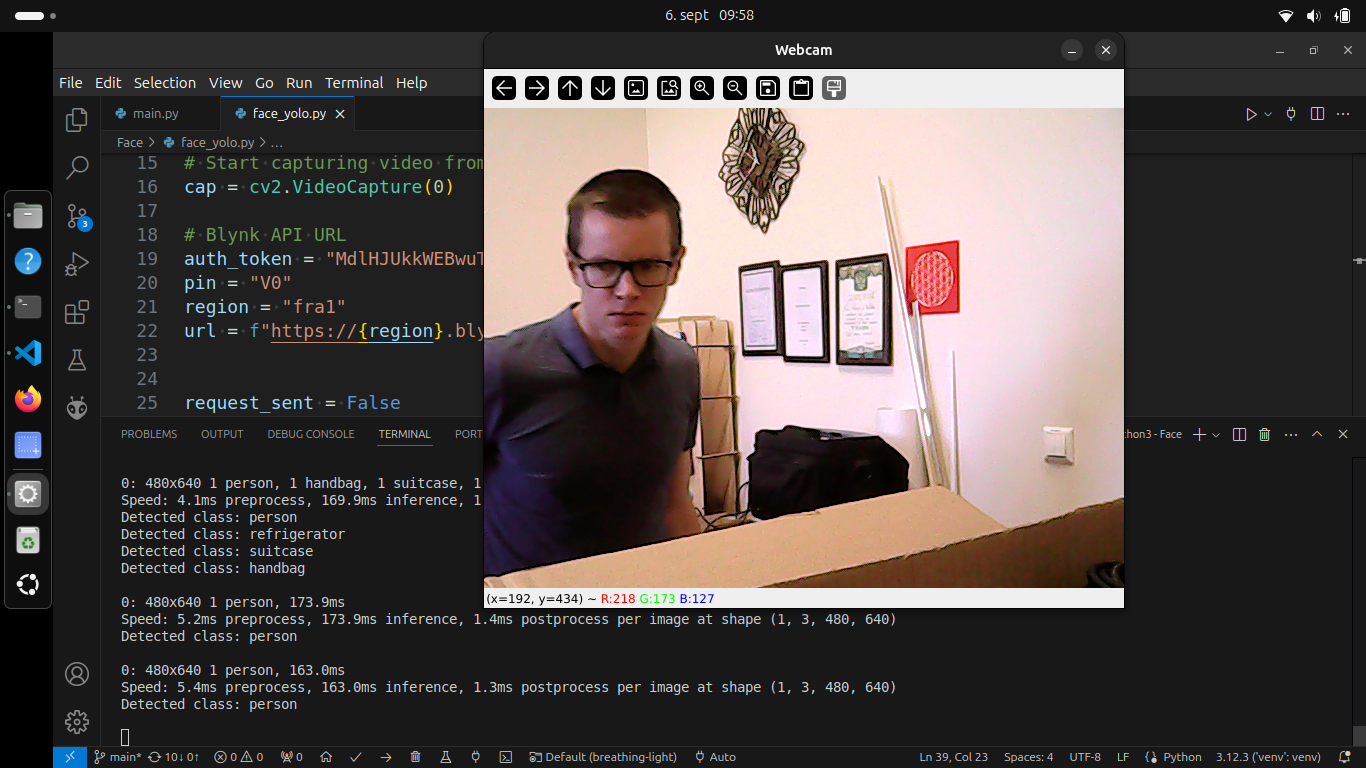 6. sept 09:58
Webcam
File Edit Selection View Go Run Terminal Help
main.py
face_yolo.py
Face > face_yolo.py > ...
15 # Start capturing video from
16 cap = cv2.VideoCapture(0)
17
18 # Blynk API URL
19 auth_token =
20 pin = "V0"
21 region = "fra1"
22 url = f"https://{region}.bly
23
24
25 request_sent = False
PROBLEMS OUTPUT DEBUG CONSOLE TERMINAL PORT
thon3 - Face
0: 480x640 1 person, 1 handbag, 1 suitcase, 1
Speed: 4.1ms preprocess, 169.9ms inference, 1
Detected class: person
Detected class: refrigerator
Detected class: suitcase
Detected class: handbag
0: 480x640 1 person, 173.9ms
Speed: 5.2ms preprocess, 173.9ms inference, 1.4ms postprocess per image at shape (1, 3, 480, 640)
Detected class: person
0: 480x640 1 person, 163.0ms
Speed: 5.4ms preprocess, 163.0ms inference, 1.3ms postprocess per image at shape (1, 3, 480, 640)
Detected class: person
(x=192, y=434) ~ R:218 G:173 B:127
3
main* 10↓ 0↑ 0 0 0 Default (breathing-light) Auto Ln 39, Col 23 Spaces: 4 UTF-8 LF Python 3.12.3 ('venv': venv)